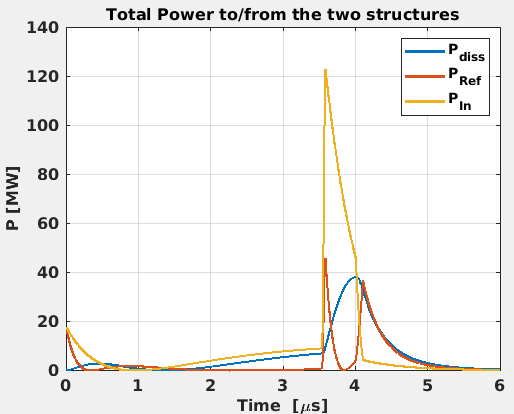 Total Power to/from the two structures
140
120
100
80
60
40
20
0
P [MW]
P_diss
P_Ref
P_In
0 1 2 3 4 5 6
Time [μs]